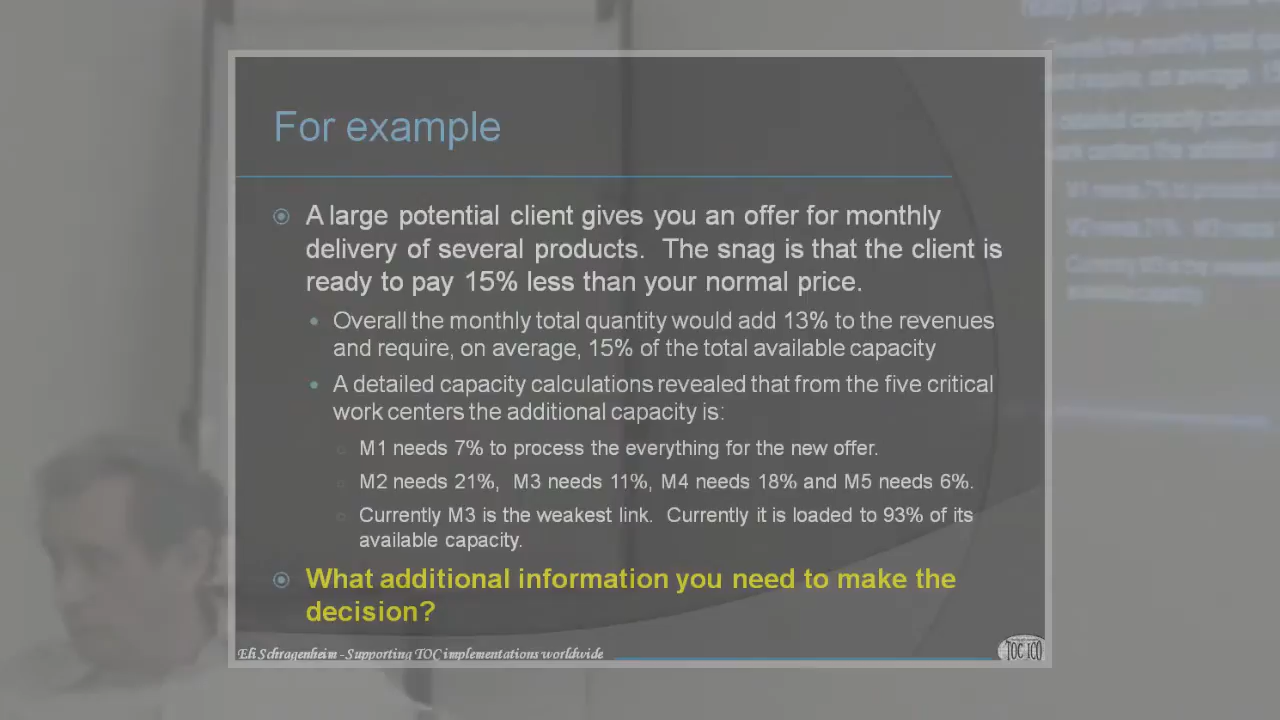 For example
A large potential client gives you an offer for monthly
delivery of several products. The snag is that the client is
ready to pay 15% less than your normal price.
Overall the monthly total quantity would add 13% to the revenues
and require, on average, 15% of the total available capacity
A detailed capacity calculations revealed that from the five critical
work centers the additional capacity is:
M1 needs 7% to process the everything for the new offer.
M2 needs 21%, M3 needs 11%, M4 needs 18% and M5 needs 6%.
Currently M3 is the weakest link. Currently it is loaded to 93% of its
available capacity.
What additional information you need to make the
decision?
Eli Schragenheim - Supporting TOC implementations worldwide